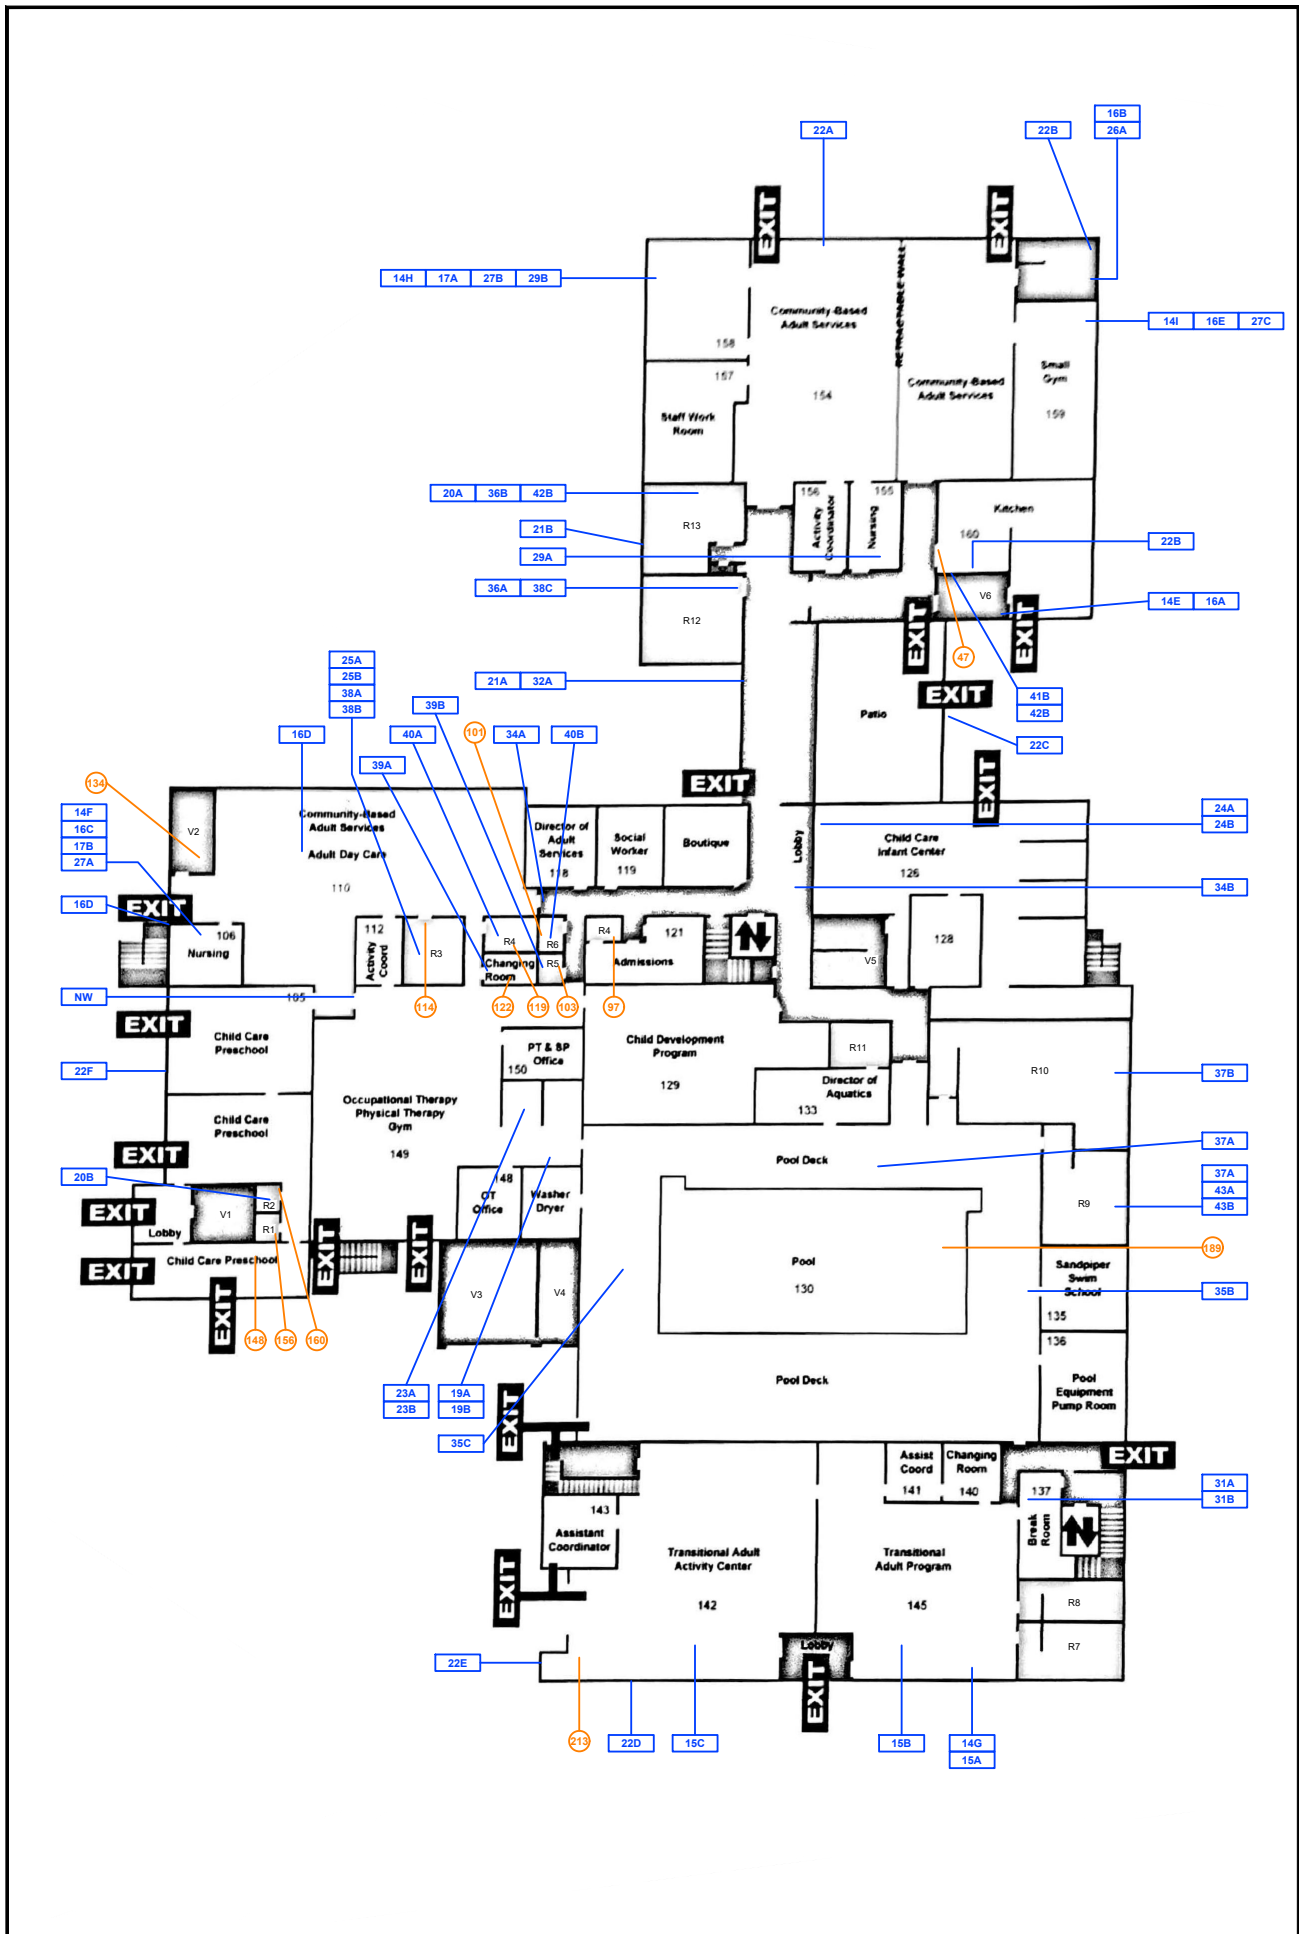 16B
22A
22B
26A
EXIT
EXIT
14H 17A 27B 29B
RETRACTABLE WALL
Community-Based
Adult Services
14I 16E 27C
158
157
Small
Gym
Community-Based
Adult Services
154
Staff Work
Room
159
20A 36B 42B
156
155
Activity
Coordinator
Nursing
Kitchen
R13
21B
160
22B
29A
36A 38C
V6
14E 16A
R12
EXIT
EXIT
47
25A
25B
38A
38B
21A 32A
EXIT
41B
42B
39B
Patio
101
16D
40A
34A
40B
22C
39A
EXIT
EXIT
134
14F
16C
17B
27A
V2
Community-Based
Adult Services
Adult Day Care
110
Director of
Adult
Services
118
Social
Worker
119
Boutique
Lobby
Child Care
Infant Center
126
24A
24B
34B
16D
EXIT
106
Nursing
112
Activity
Coord
R3
R4
R6
R5
Changing
Room
R4
121
Admissions
V5
128
NW
105
114
122
119
103
97
EXIT
Child Care
Preschool
PT & SP
Office
150
Child Development
Program
129
R11
Director of
Aquatics
133
R10
37B
22F
Occupational Therapy
Physical Therapy
Gym
149
Child Care
Preschool
EXIT
Pool Deck
37A
20B
148
OT
Office
Washer
Dryer
37A
43A
43B
R9
EXIT
V1
R2
R1
Lobby
Child Care Preschool
EXIT
EXIT
EXIT
189
Pool
130
Sandpiper
Swim
School
135
35B
V3
V4
EXIT
148
156
160
136
Pool Deck
Pool
Equipment
Pump Room
23A
23B
19A
19B
35C
EXIT
EXIT
Assist
Coord
141
Changing
Room
140
137
Break
Room
31A
31B
143
Assistant
Coordinator
Transitional Adult
Activity Center
142
Transitional
Adult Program
145
EXIT
R8
R7
Lobby
EXIT
22E
213
22D
15C
15B
14G
15A